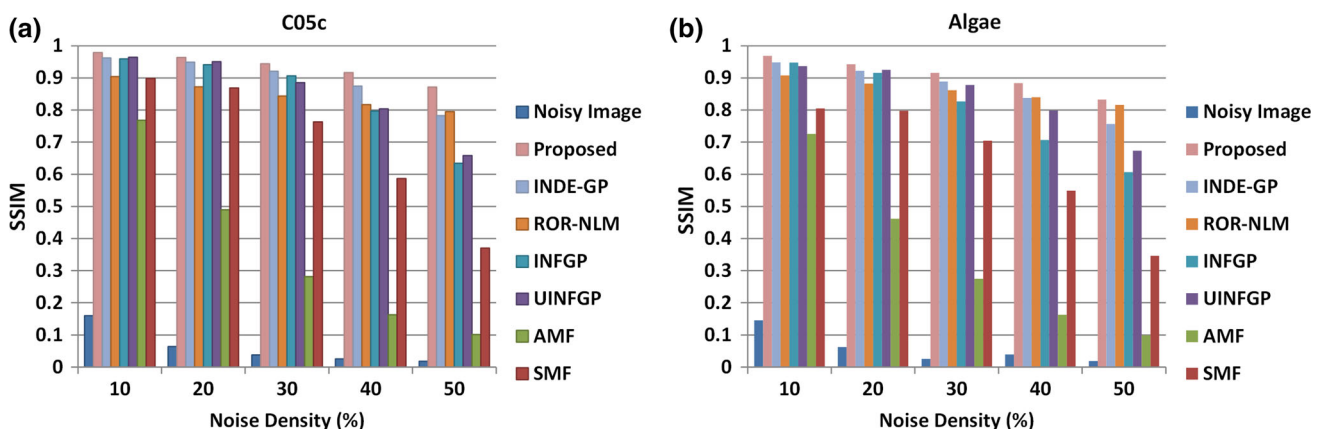 (a)
C05c
SSIM
1
0.9
0.8
0.7
0.6
0.5
0.4
0.3
0.2
0.1
0
10 20 30 40 50
Noise Density (%)
Noisy Image
Proposed
INDE-GP
ROR-NLM
INFGP
UINFGP
AMF
SMF
(b)
Algae
SSIM
1
0.9
0.8
0.7
0.6
0.5
0.4
0.3
0.2
0.1
0
10 20 30 40 50
Noise Density (%)
Noisy Image
Proposed
INDE-GP
ROR-NLM
INFGP
UINFGP
AMF
SMF